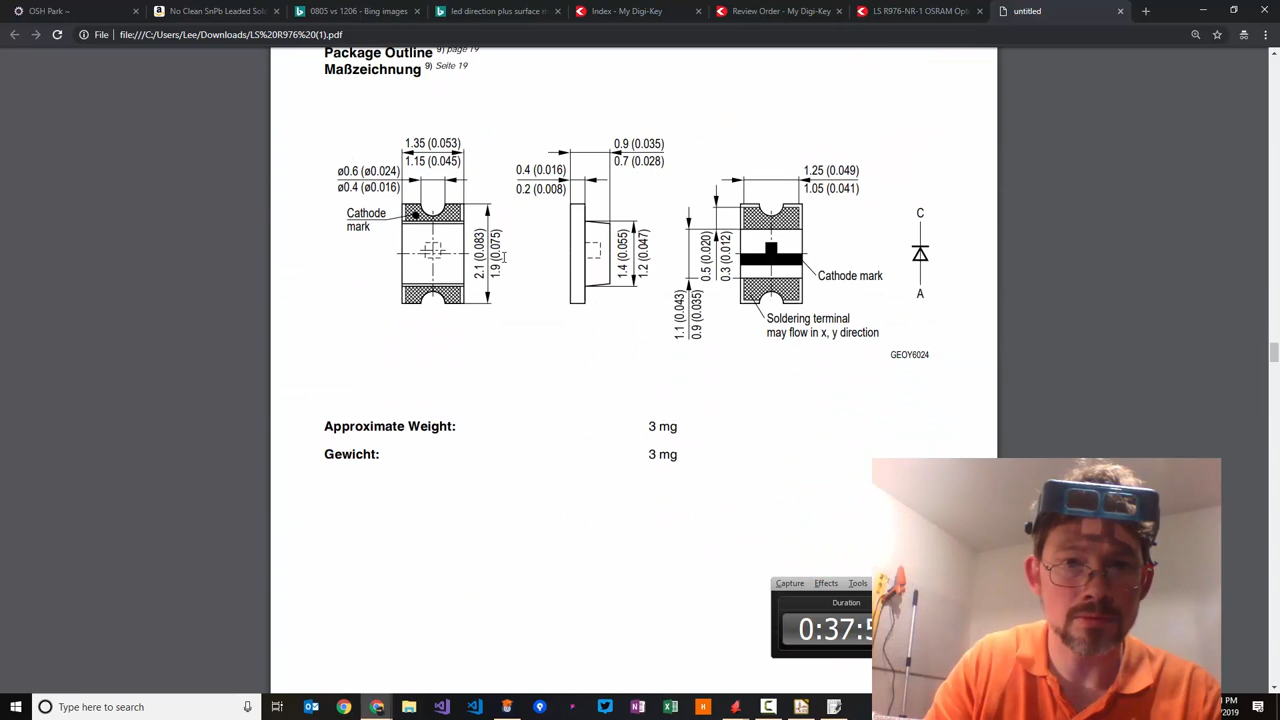 OSH Park ~
No Clean SnPb Leaded Sol
0805 vs 1206 - Bing images
led direction plus surface m
Index - My Digi-Key
Review Order - My Digi-Key
LS R976-NR-1 OSRAM Opt
untitled
File
file:///C:/Users/Lee/Downloads/LS%20R976%20(1).pdf
Package Outline 9) page 19
Maßzeichnung 9) Seite 19
1.35 (0.053)
1.15 (0.045)
ø0.6 (ø0.024)
ø0.4 (ø0.016)
Cathode
mark
2.1 (0.083)
1.9 (0.075)
0.9 (0.035)
0.7 (0.028)
0.4 (0.016)
0.2 (0.008)
1.4 (0.055)
1.2 (0.047)
1.25 (0.049)
1.05 (0.041)
0.5 (0.020)
0.3 (0.012)
1.1 (0.043)
0.9 (0.035)
Cathode mark
Soldering terminal
may flow in x, y direction
C
A
GEOY6024
Approximate Weight: 3 mg
Gewicht: 3 mg
Capture Effects Tools
Duration
0:37:5
Type here to search
PM
2019